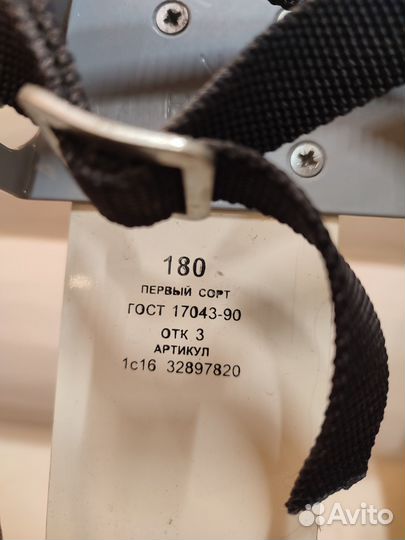 180
ПЕРВЫЙ СОРТ
ГОСТ 17043-90
ОТК 3
АРТИКУЛ
1с16 32897820
Avito